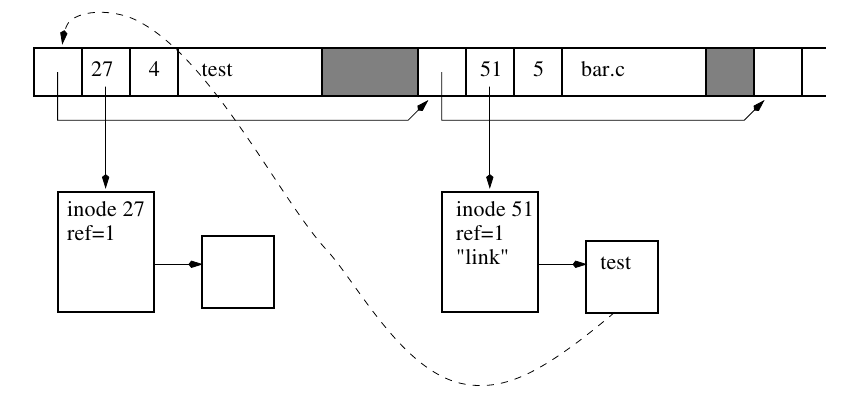 27 4 test 51 5 bar.c
inode 27
ref=1
inode 51
ref=1
"link"
test